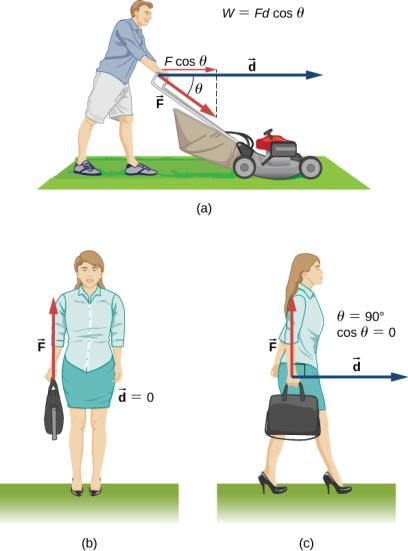 W = Fd cos θ
F cos θ
d⃗
θ
F⃗
(a)
F⃗
d⃗ = 0
(b)
θ = 90°
cos θ = 0
F⃗
d⃗
(c)